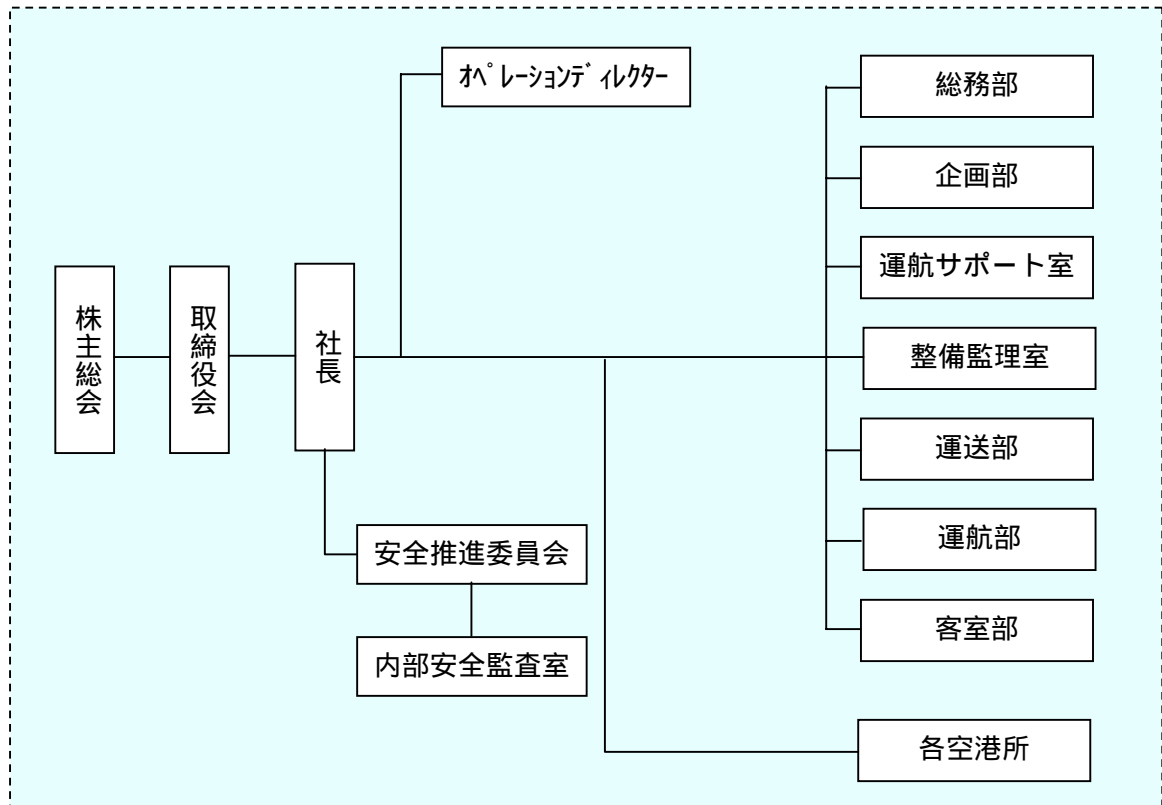 ｵﾍﾟﾚｰｼｮﾝﾃﾞｨﾚｸﾀｰ
総務部
企画部
運航サポート室
株主総会
取締役会
社長
整備監理室
運送部
運航部
安全推進委員会
客室部
内部安全監査室
各空港所